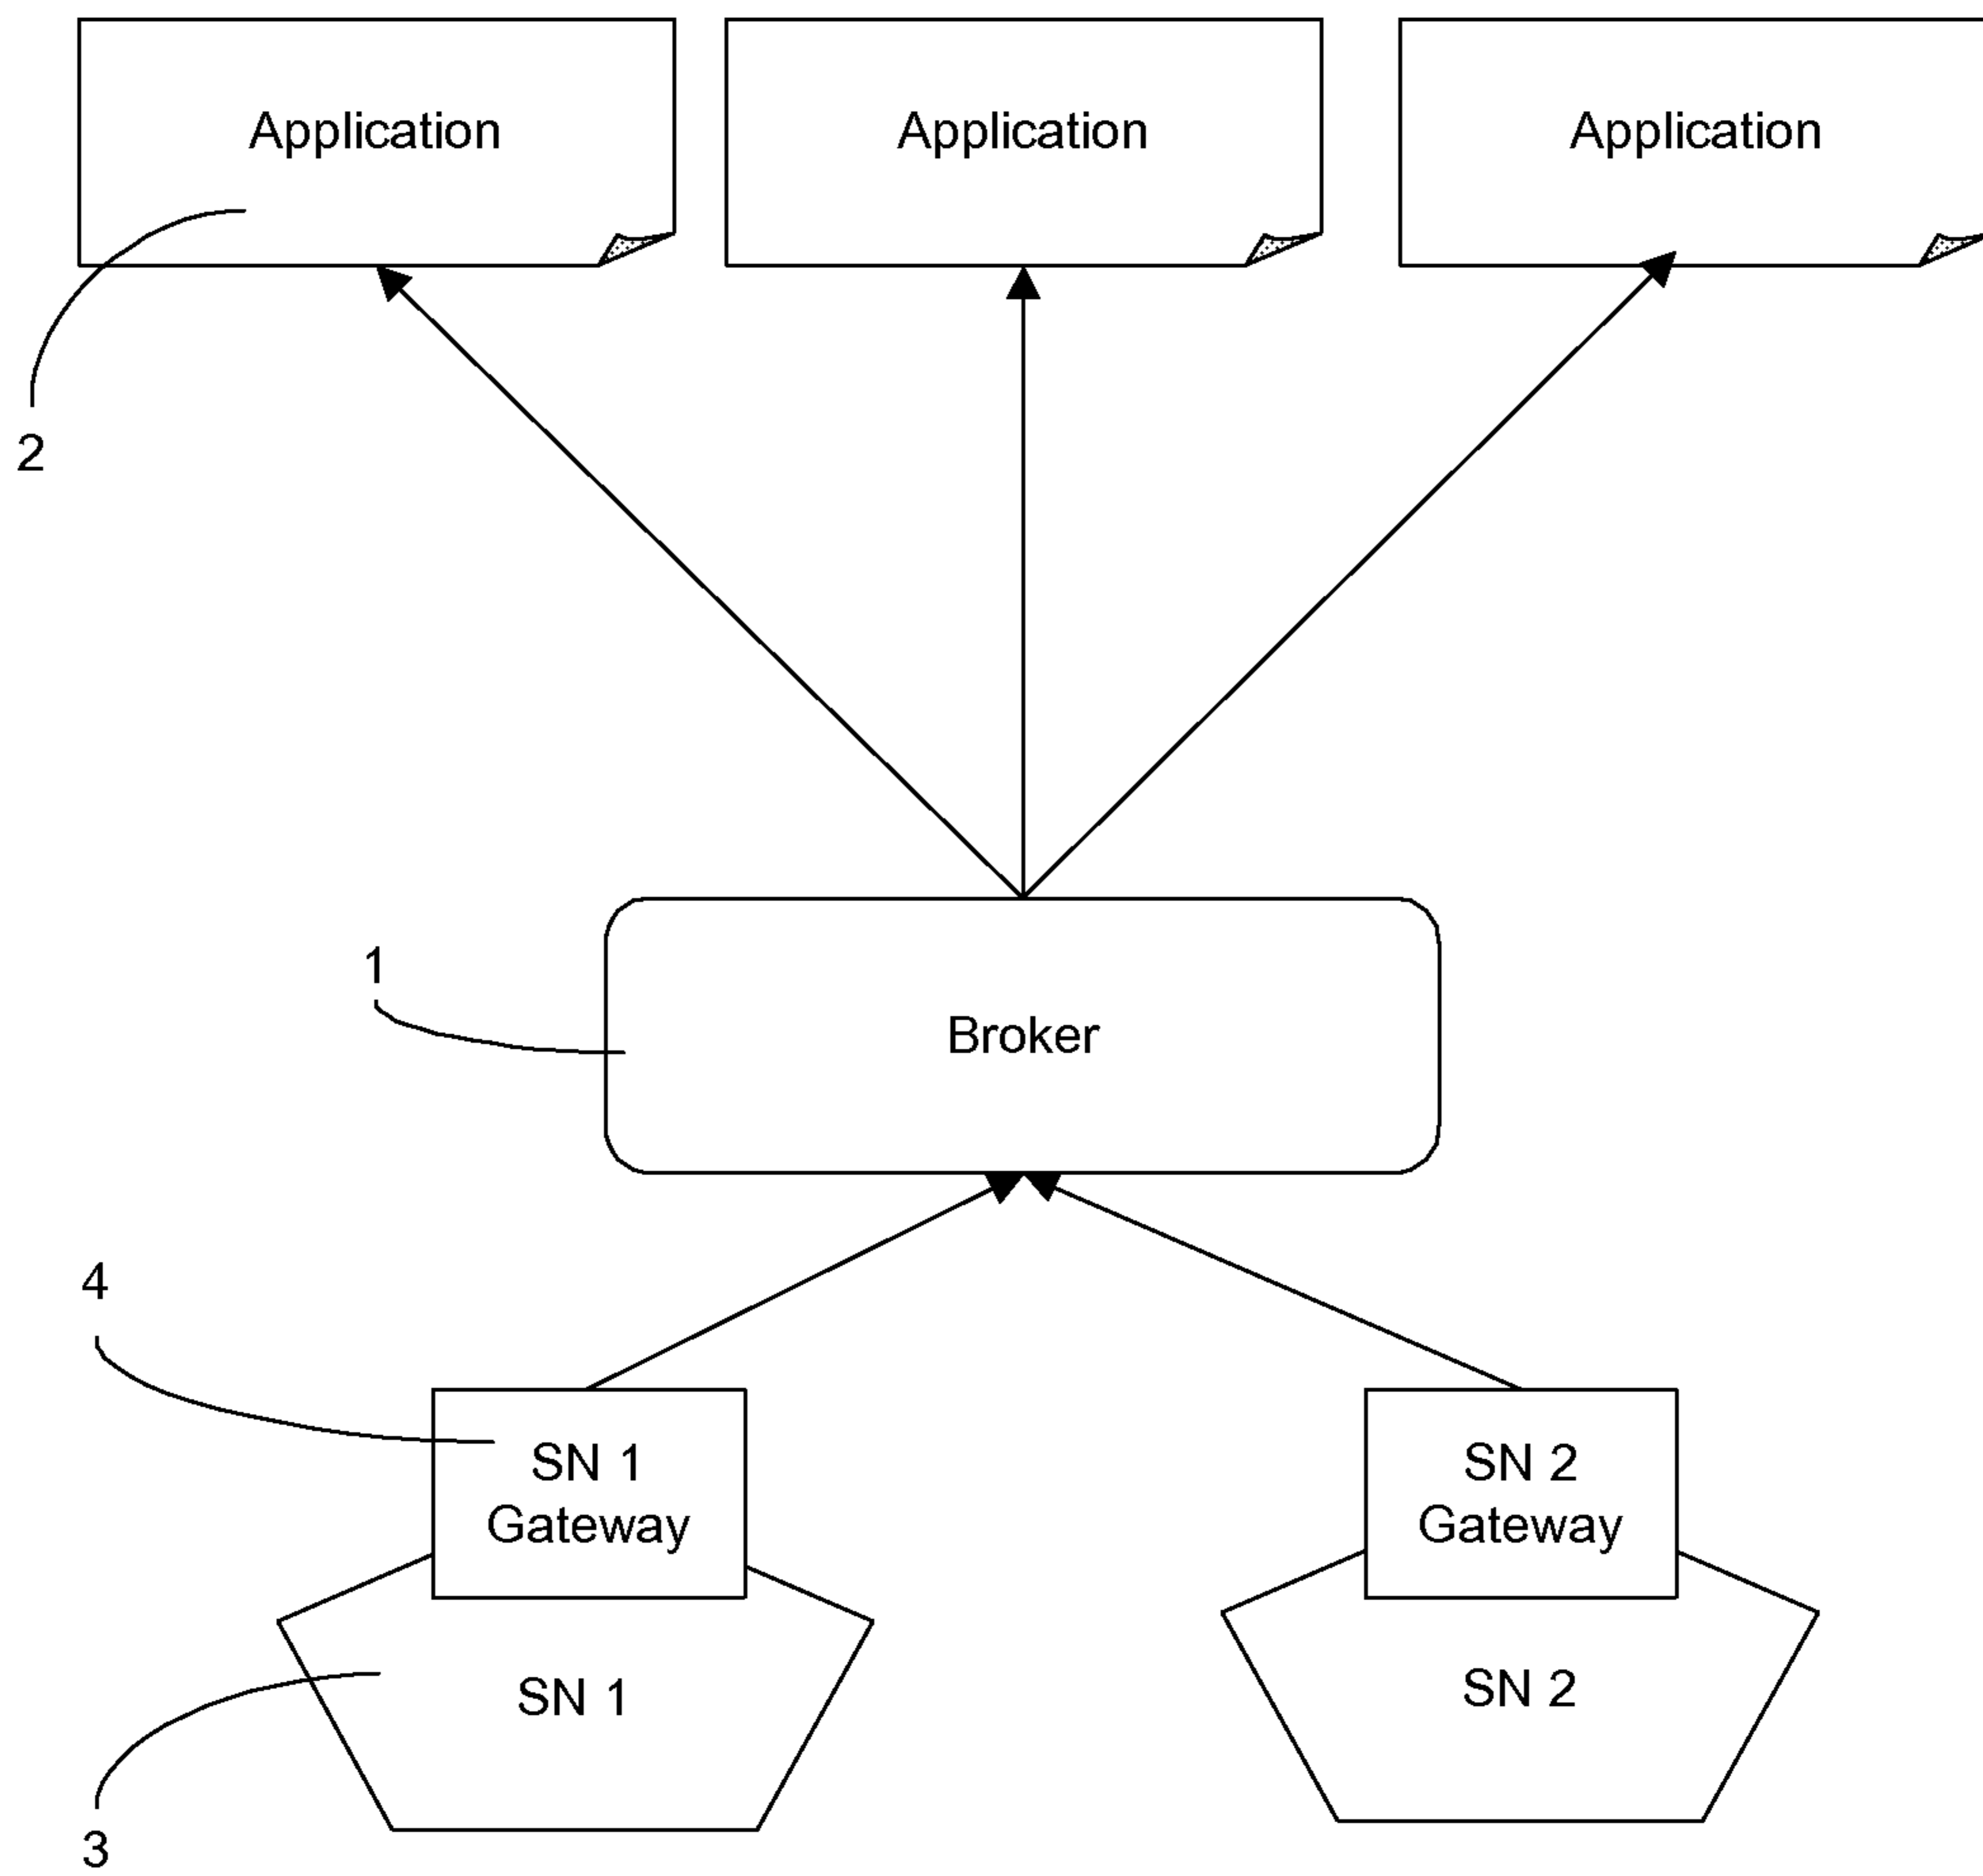 Application
Application
Application
2
1
Broker
4
SN 1
Gateway
SN 2
Gateway
SN 1
SN 2
3